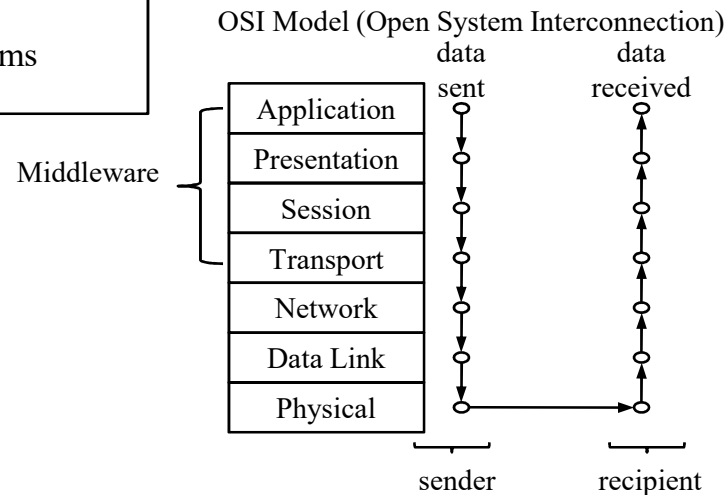 OSI Model (Open System Interconnection)
data data
sent received
ms
Application
Presentation
Middleware
Session
Transport
Network
Data Link
Physical
sender recipient